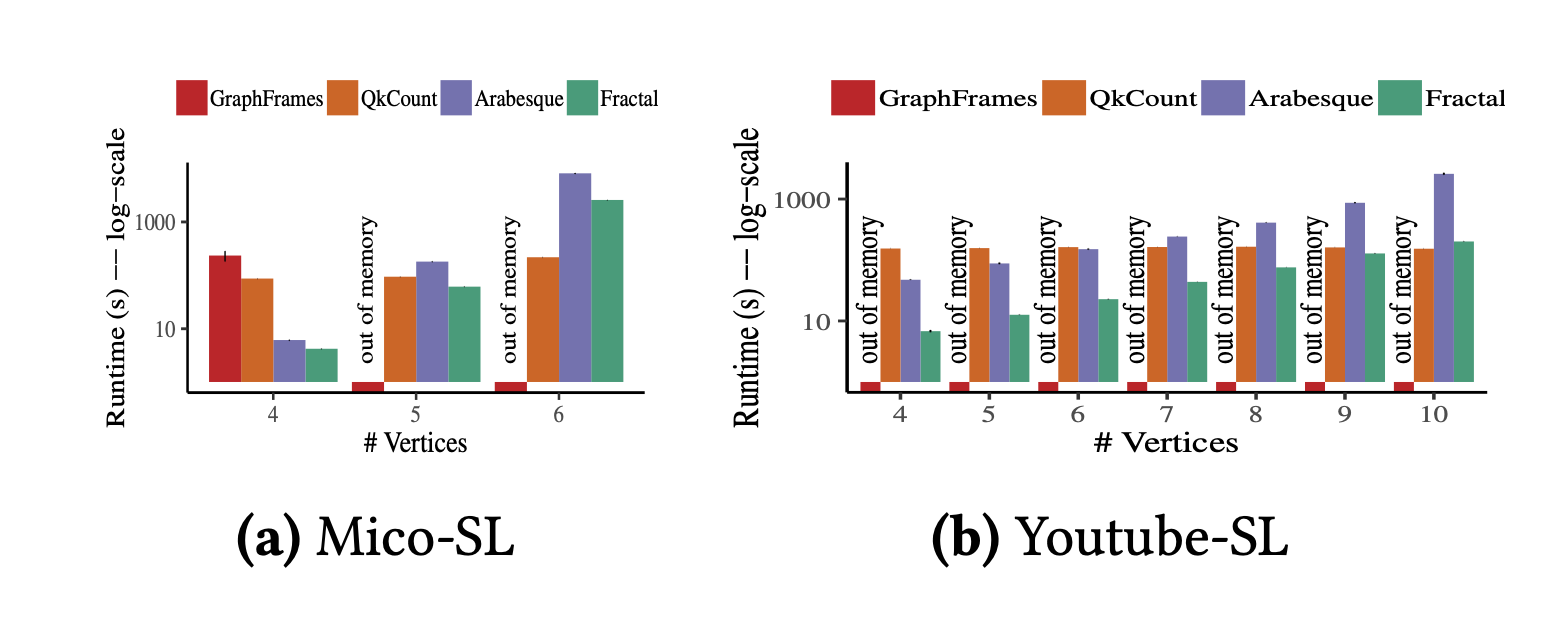 GraphFrames QkCount Arabesque Fractal
Runtime (s) −− log−scale
1000
10
out of memory
out of memory
4 5 6
# Vertices
(a) Mico-SL
GraphFrames QkCount Arabesque Fractal
Runtime (s) −− log−scale
1000
10
out of memory
out of memory
out of memory
out of memory
out of memory
out of memory
out of memory
4 5 6 7 8 9 10
# Vertices
(b) Youtube-SL